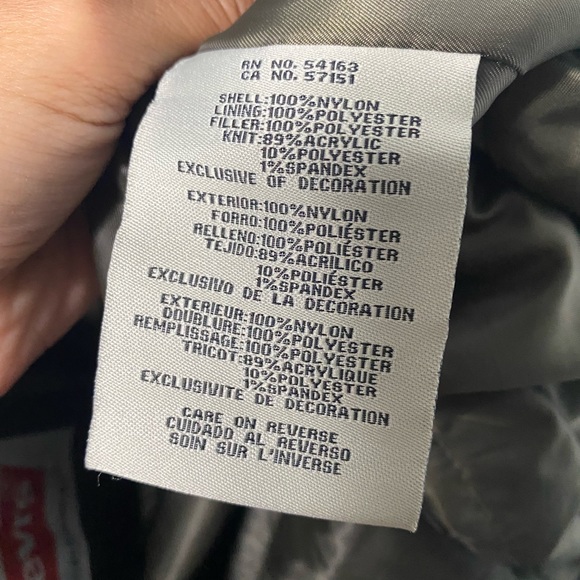 RN NO. 54163
CA NO. 57151
SHELL:100%NYLON
LINING:100%POLYESTER
FILLER:100%POLYESTER
KNIT:89%ACRYLIC
10%POLYESTER
1%SPANDEX
EXCLUSIVE OF DECORATION
EXTERIOR:100%NYLON
FORRO:100%POLIÉSTER
RELLENO:100%POLIÉSTER
TEJIDO:89%ACRILICO
10%POLIÉSTER
1%SPANDEX
EXCLUSIVO DE LA DECORATION
EXTERIEUR:100%NYLON
DOUBLURE:100%POLYESTER
REMPLISSAGE:100%POLYESTER
TRICOT:89%ACRYLIQUE
10%POLYESTER
1%SPANDEX
EXCLUSIVITE DE DECORATION
CARE ON REVERSE
CUIDADO AL REVERSO
SOIN SUR L'INVERSE